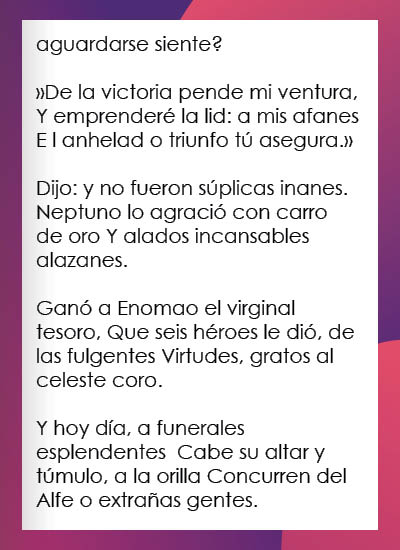 aguardarse siente?
»De la victoria pende mi ventura,
Y emprenderé la lid: a mis afanes
E l anhelad o triunfo tú asegura.»
Dijo: y no fueron súplicas inanes.
Neptuno lo agració con carro
de oro Y alados incansables
alazanes.
Ganó a Enomao el virginal
tesoro, Que seis héroes le dió, de
las fulgentes Virtudes, gratos al
celeste coro.
Y hoy día, a funerales
esplendentes  Cabe su altar y
túmulo, a la orilla Concurren del
Alfe o extrañas gentes.